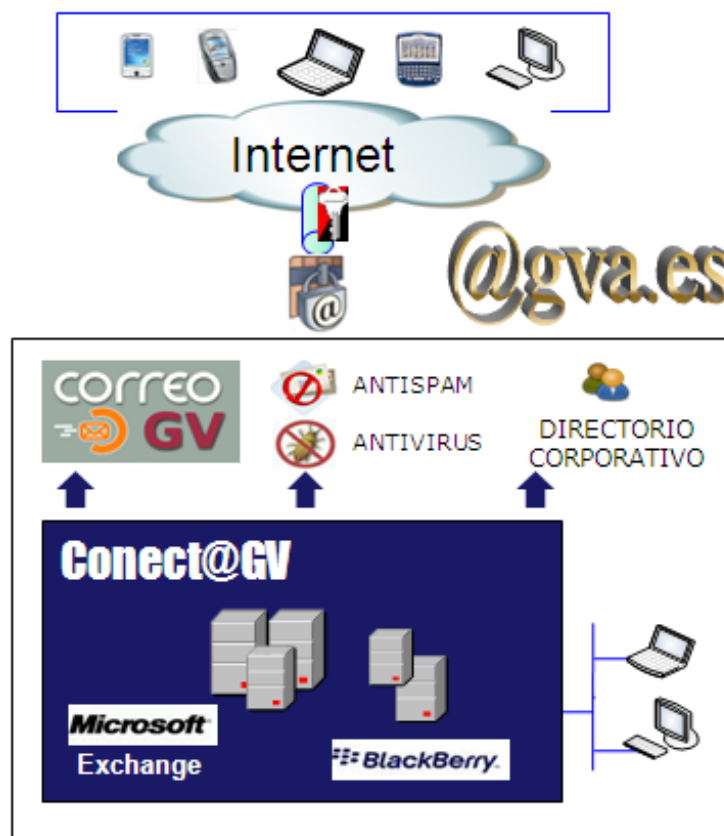 Internet
@
@gva.es
CORREO
GV
ANTISPAM
ANTIVIRUS
DIRECTORIO
CORPORATIVO
Conect@GV
Microsoft
Exchange
BlackBerry